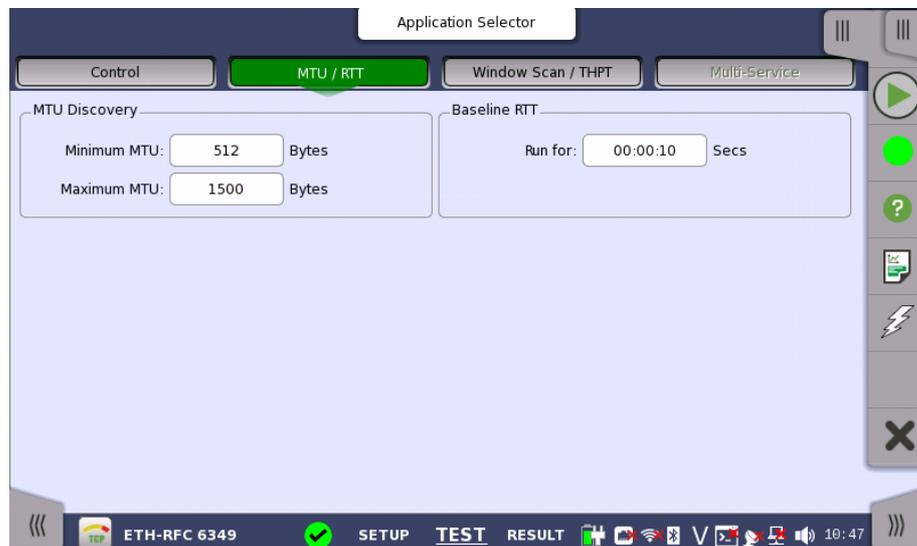 Application Selector
Control MTU / RTT Window Scan / THPT Multi-Service
MTU Discovery
Minimum MTU: 512 Bytes
Maximum MTU: 1500 Bytes
Baseline RTT
Run for: 00:00:10 Secs
?
TCP ETH-RFC 6349 SETUP TEST RESULT V 10:47